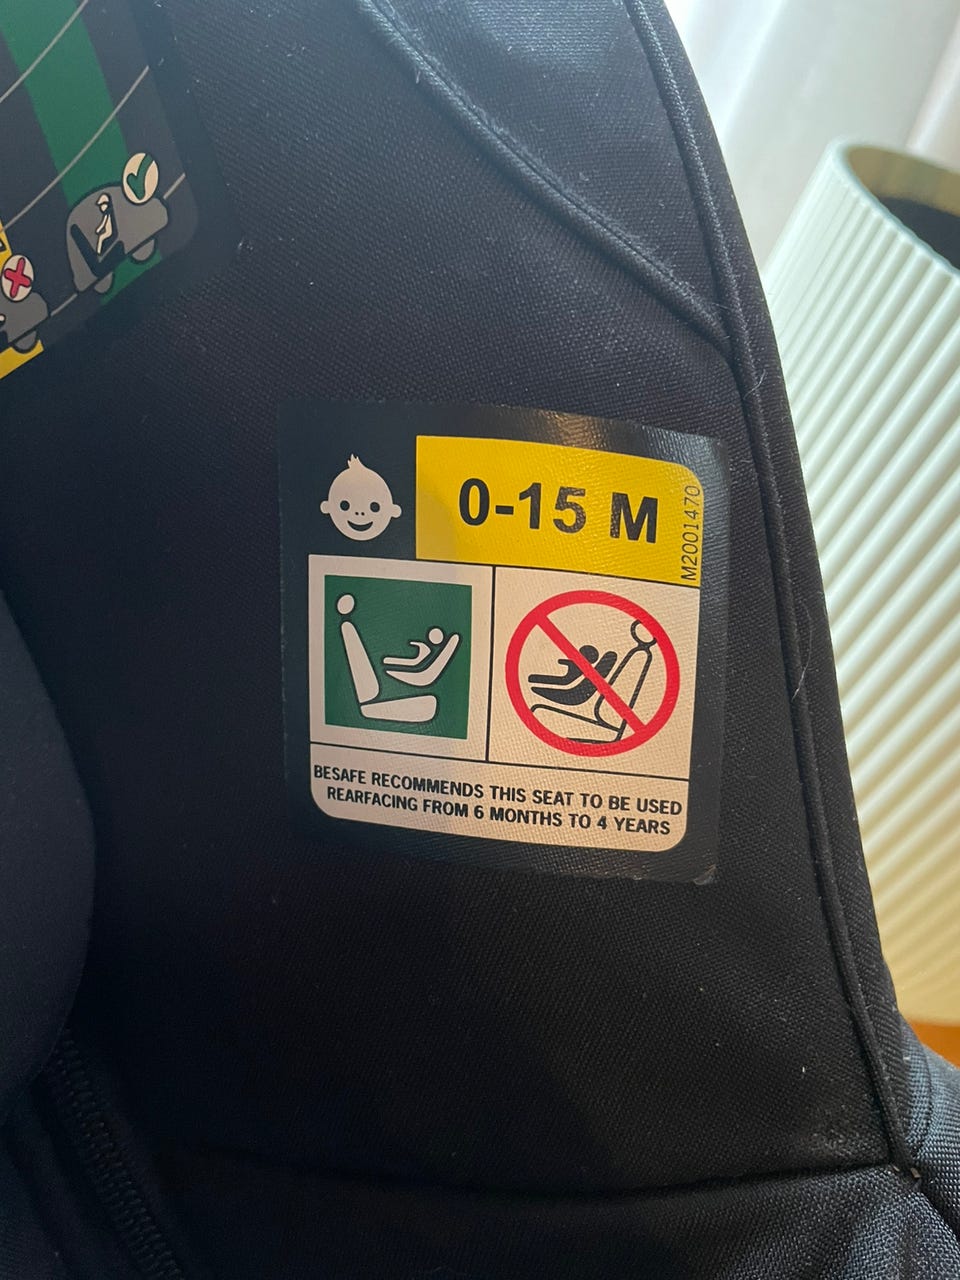 0-15 M
M2001470
BESAFE RECOMMENDS THIS SEAT TO BE USED
REARFACING FROM 6 MONTHS TO 4 YEARS